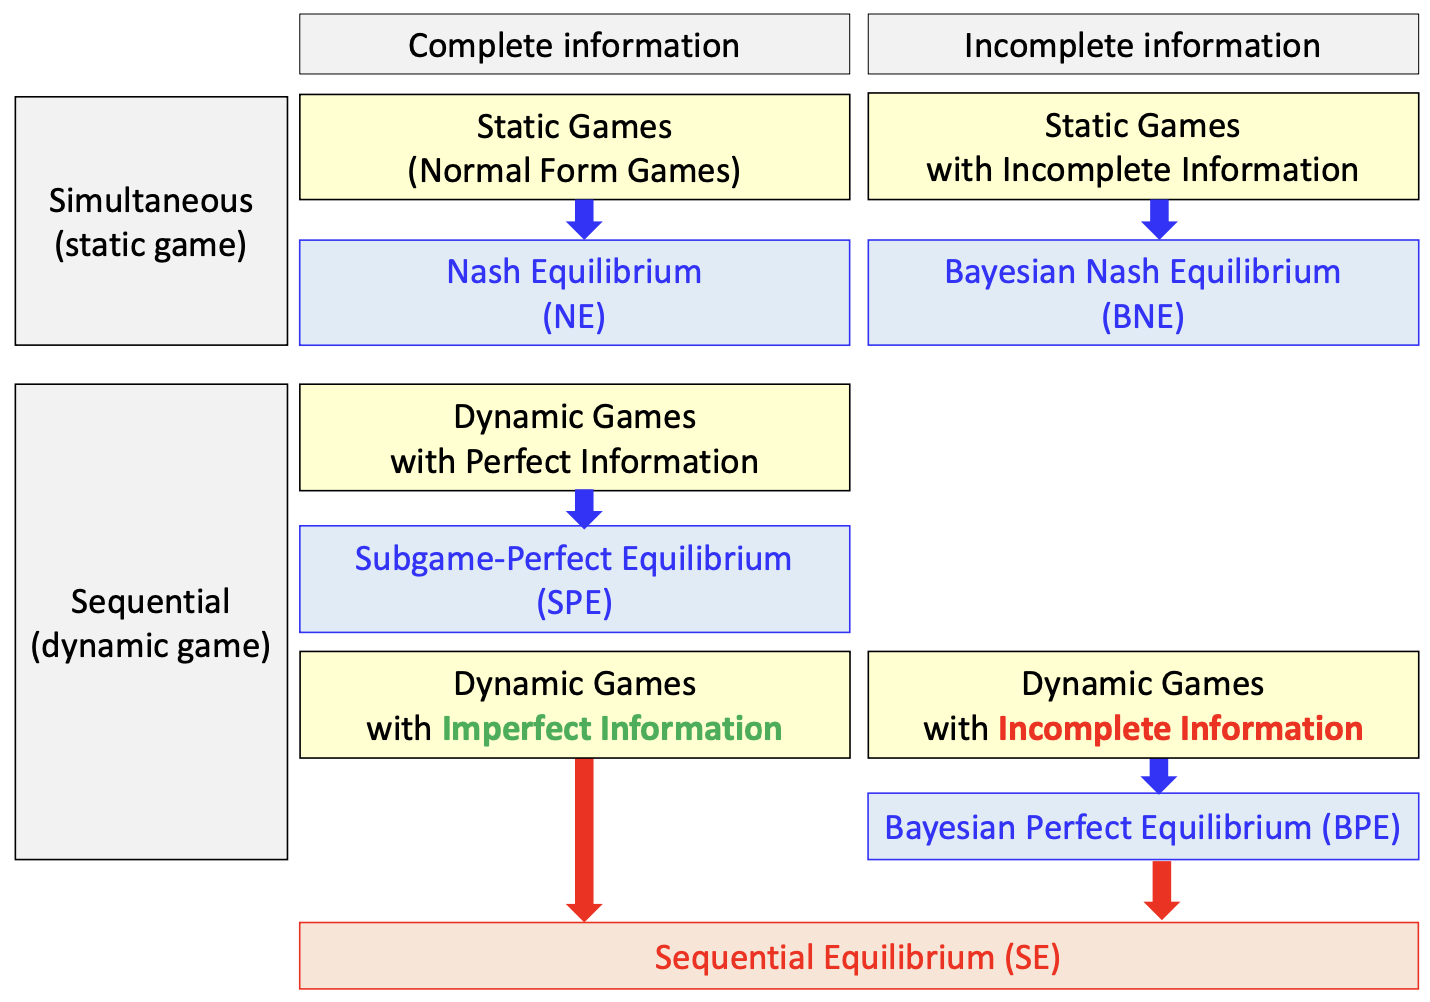 Complete information
Incomplete information
Simultaneous
(static game)
Static Games
(Normal Form Games)
Static Games
with Incomplete Information
Nash Equilibrium
(NE)
Bayesian Nash Equilibrium
(BNE)
Sequential
(dynamic game)
Dynamic Games
with Perfect Information
Subgame-Perfect Equilibrium
(SPE)
Dynamic Games
with Imperfect Information
Dynamic Games
with Incomplete Information
Bayesian Perfect Equilibrium (BPE)
Sequential Equilibrium (SE)